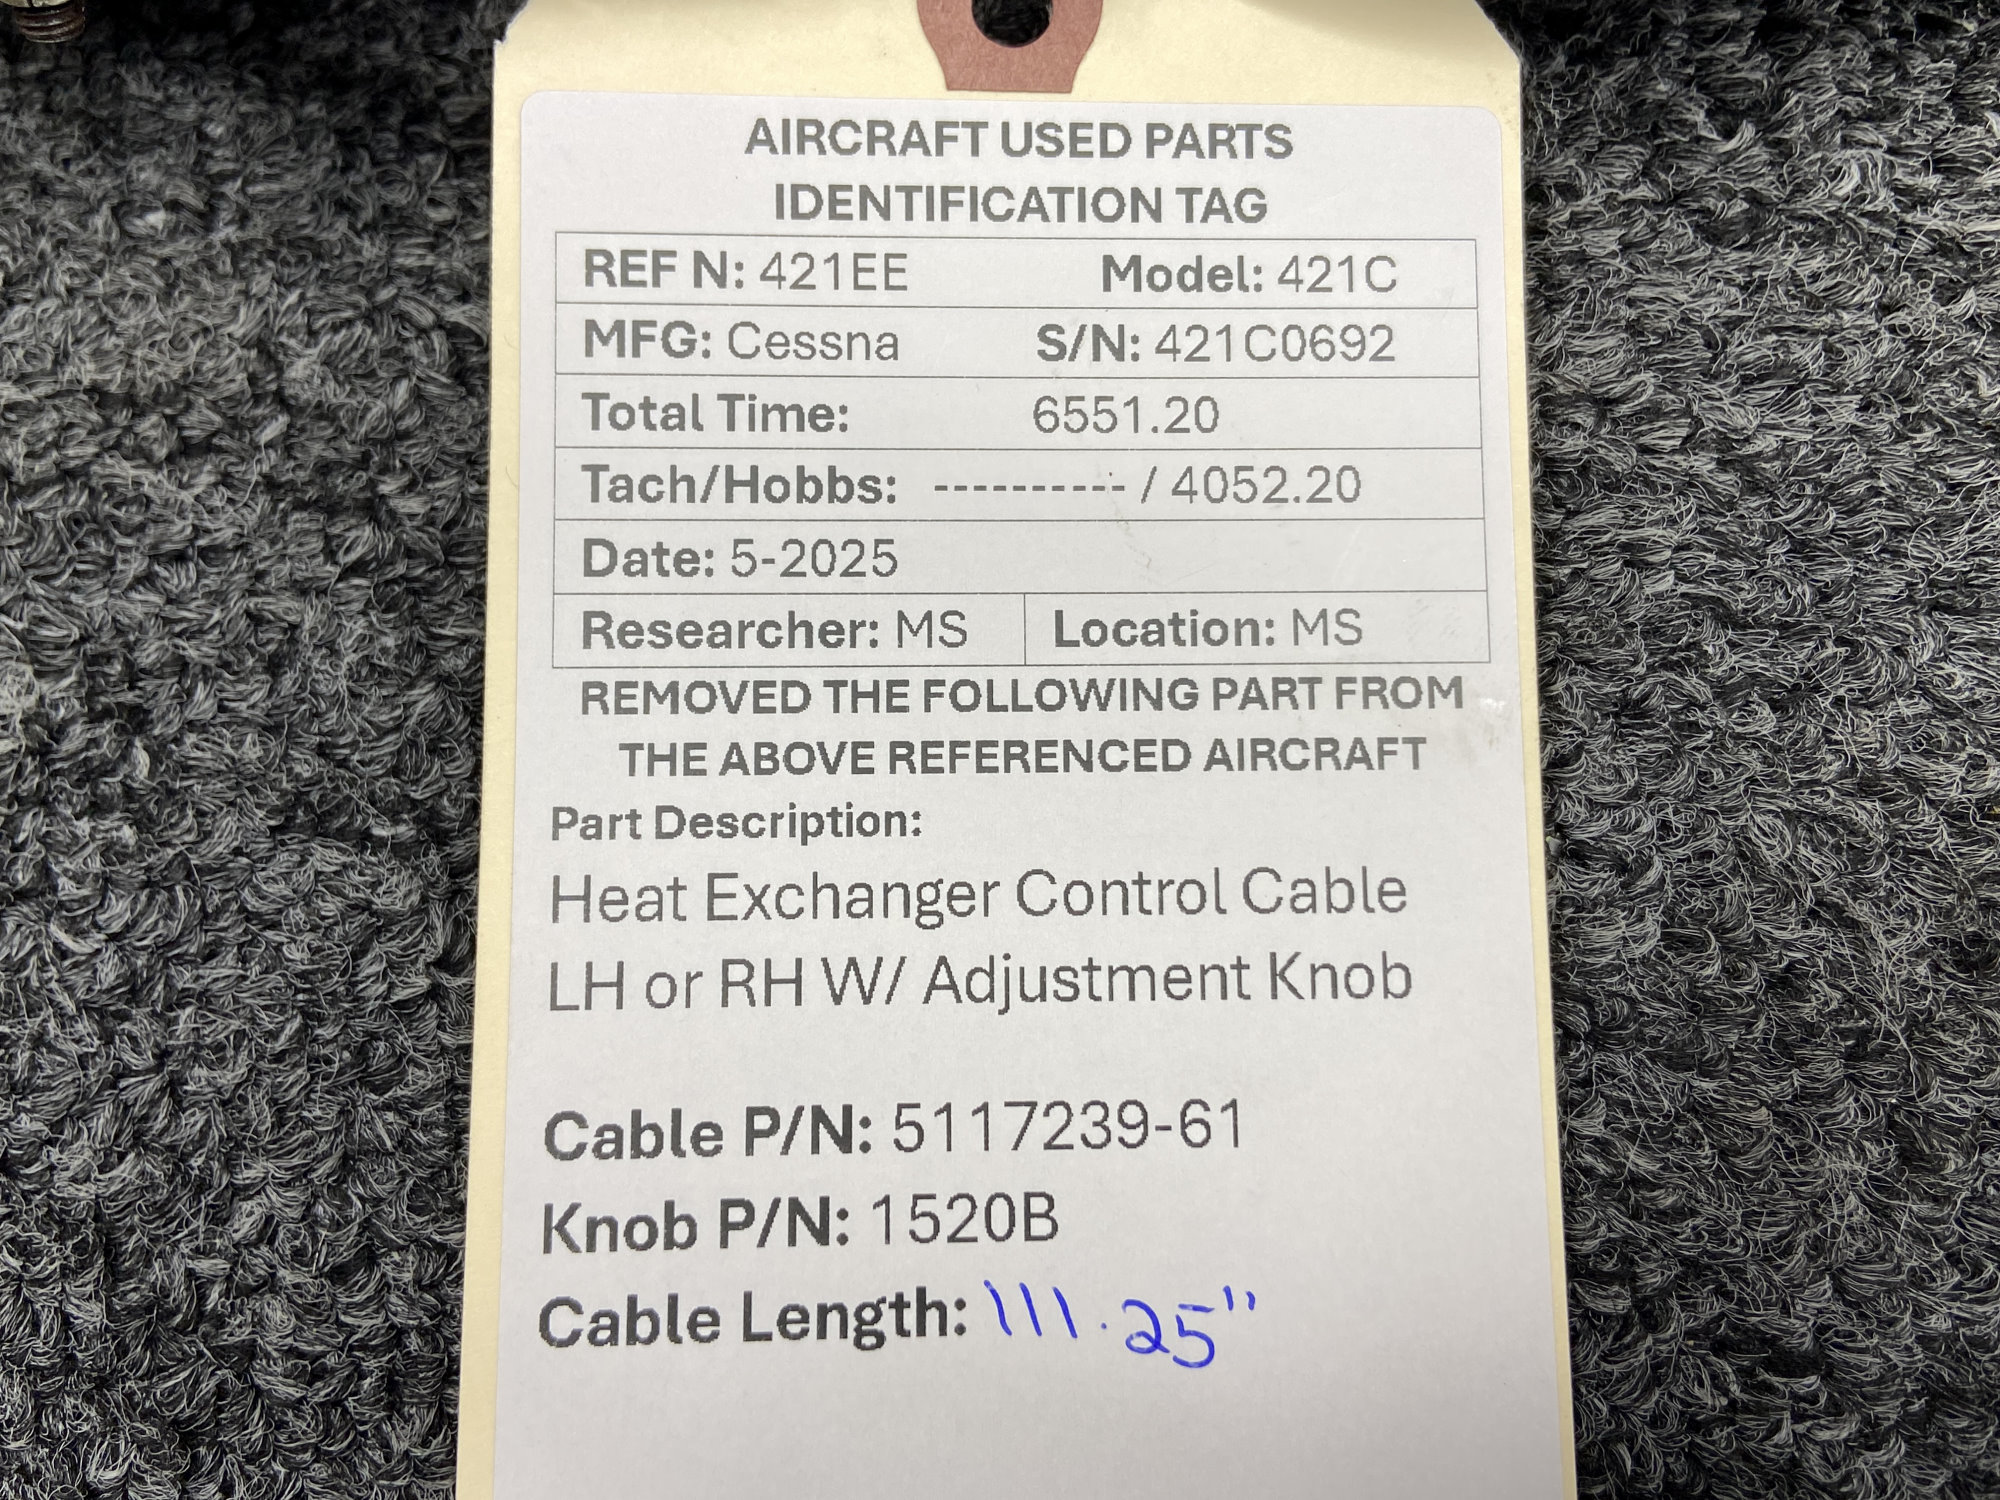 AIRCRAFT USED PARTS
IDENTIFICATION TAG
REF N: 421EE Model: 421C
MFG: Cessna S/N: 421C0692
Total Time: 6551.20
Tach/Hobbs: ---------- / 4052.20
Date: 5-2025
Researcher: MS Location: MS
REMOVED THE FOLLOWING PART FROM
THE ABOVE REFERENCED AIRCRAFT
Part Description:
Heat Exchanger Control Cable
LH or RH W/ Adjustment Knob
Cable P/N: 5117239-61
Knob P/N: 1520B
Cable Length: 111.25"